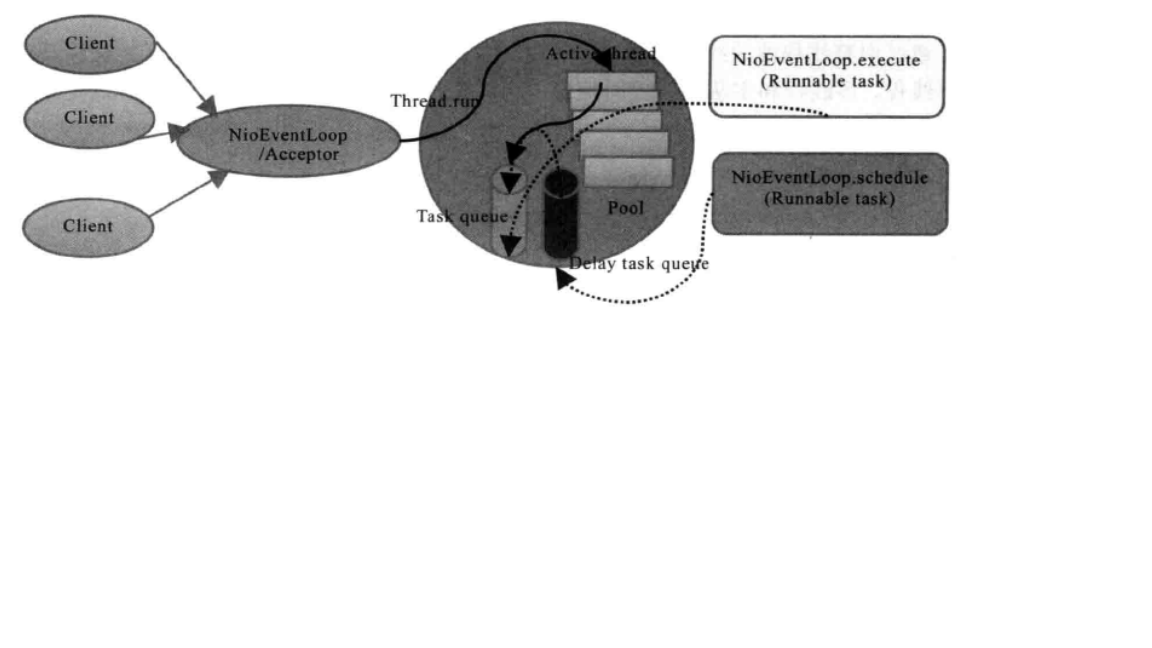 Client
Client
Client
NioEventLoop
/Acceptor
Thread.run
Active thread
Task queue
Pool
Delay task queue
NioEventLoop.execute
(Runnable task)
NioEventLoop.schedule
(Runnable task)